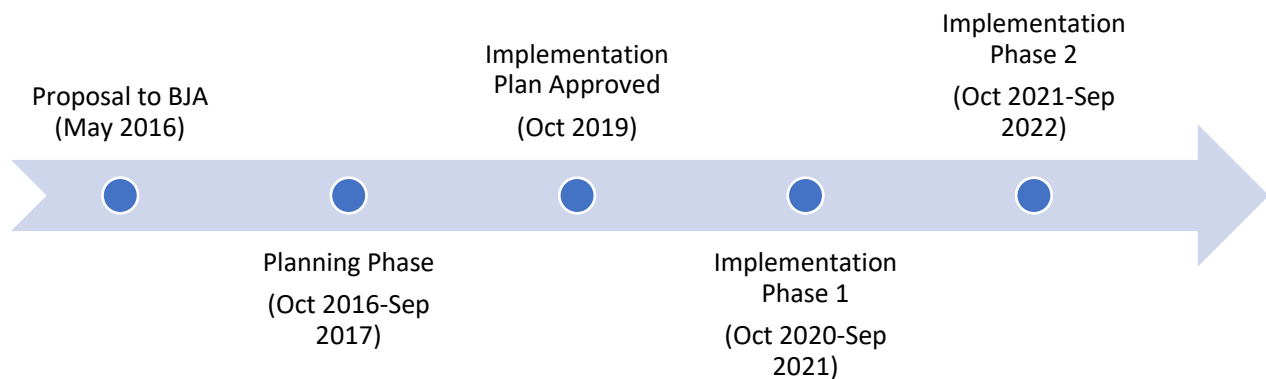 Proposal to BJA
(May 2016)
Planning Phase
(Oct 2016-Sep
2017)
Implementation
Plan Approved
(Oct 2019)
Implementation
Phase 1
(Oct 2020-Sep
2021)
Implementation
Phase 2
(Oct 2021-Sep
2022)